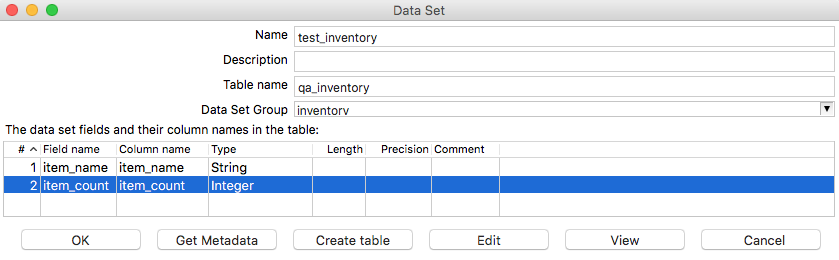 Data Set
Name test_inventory
Description
Table name qa_inventory
Data Set Group inventory
The data set fields and their column names in the table:
# Field name Column name Type Length Precision Comment
1 item_name item_name String
2 item_count item_count Integer
OK Get Metadata Create table Edit View Cancel